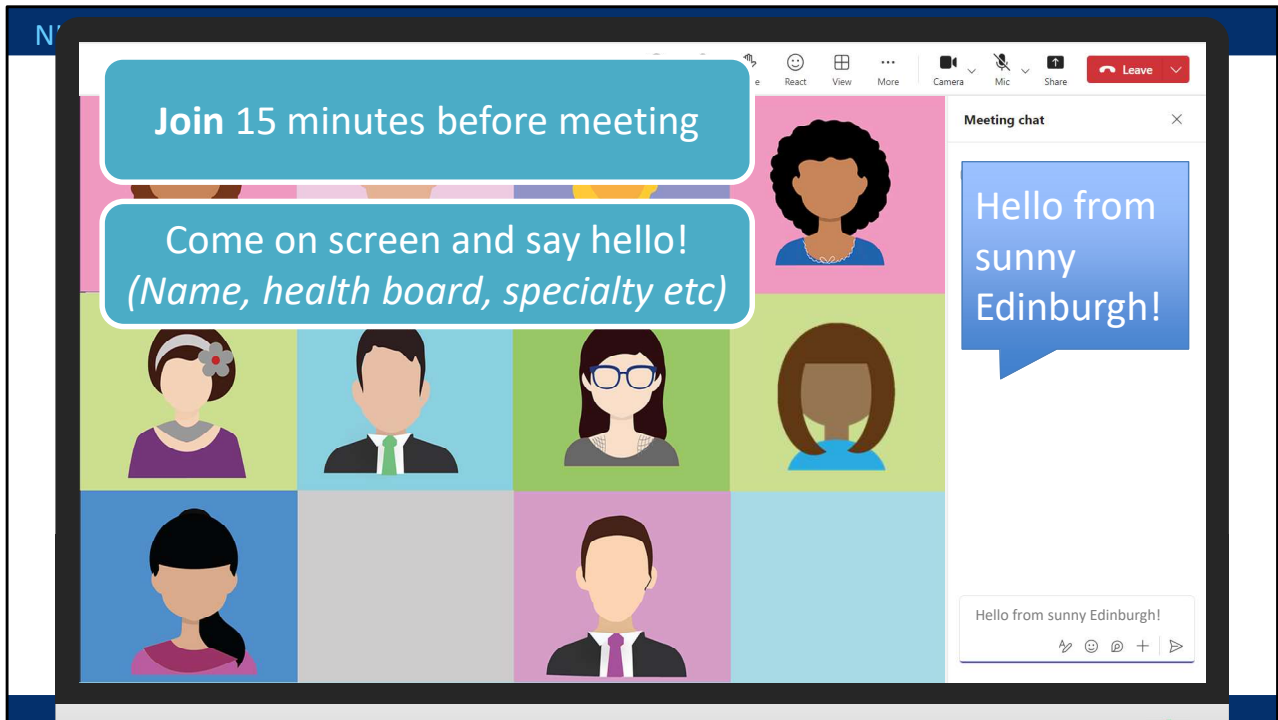 Join 15 minutes before meeting
Come on screen and say hello!
(Name, health board, specialty etc)
React
View
More
Camera
Mic
Share
Leave
Meeting chat
Hello from
sunny
Edinburgh!
Hello from sunny Edinburgh!